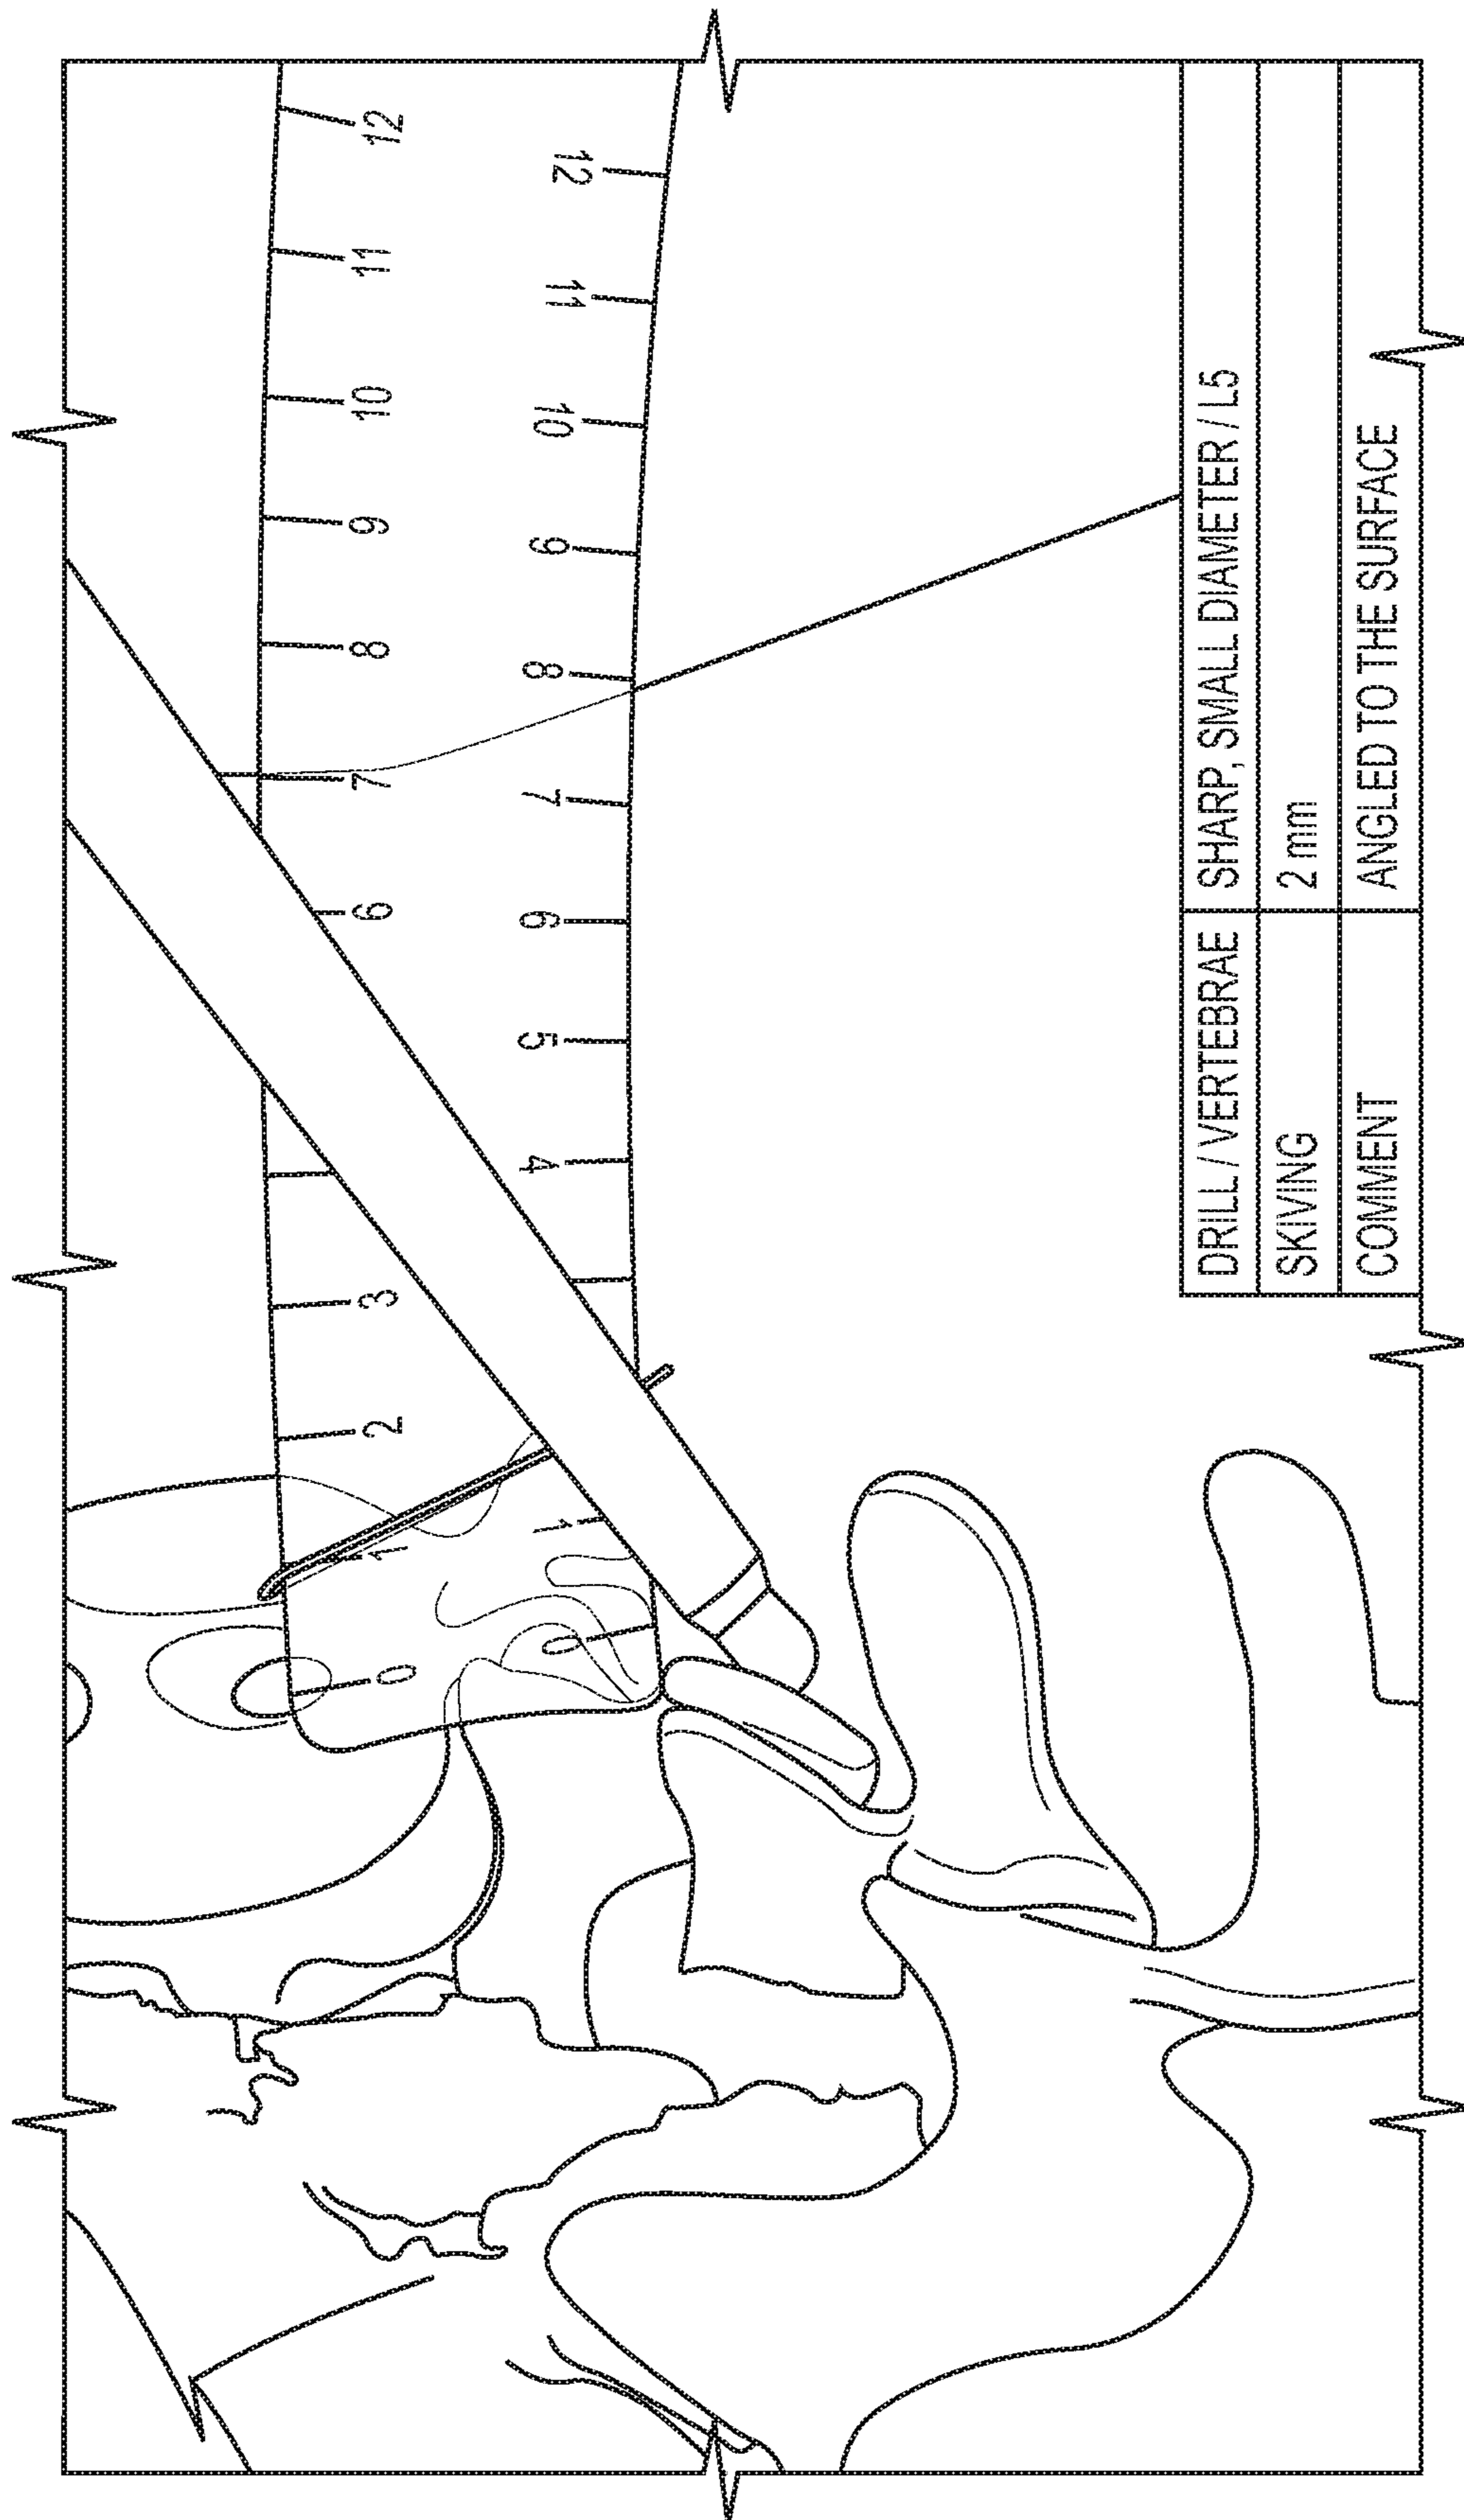 0 1 2 3 6 7 8 9 10 11 12
0 1 4 5 6 7 8 9 10 11 12
DRILL / VERTEBRAE SHARP, SMALL DIAMETER / L5
SKIVING 2 mm
COMMENT ANGLED TO THE SURFACE